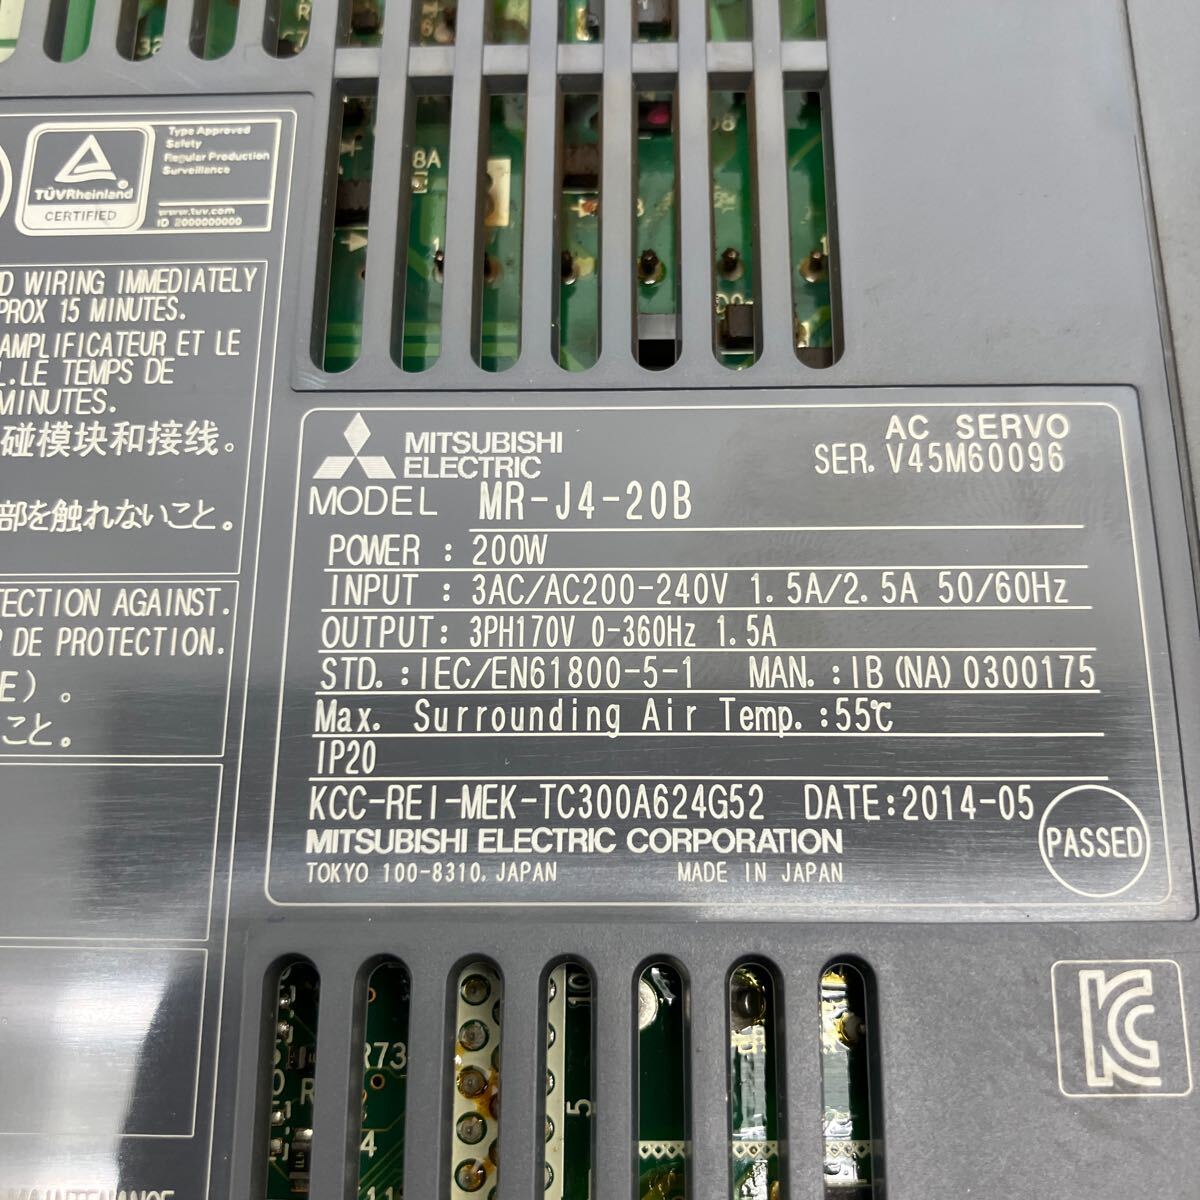 Type Approved
Safety
Regular Production
Surveillance
TÜVRheinland
CERTIFIED
www.tuv.com
ID 2000000000
WIRING IMMEDIATELY
15 MINUTES.
AMPLIFICATEUR ET LE
LE TEMPS DE
MINUTES.
碰模块和接线。
部を触れないこと。
AGAINST.
DE PROTECTION.
E）。
こと。
MITSUBISHI
ELECTRIC
AC SERVO
SER. V45M60096
MODEL MR-J4-20B
POWER : 200W
INPUT : 3AC/AC200-240V 1.5A/2.5A 50/60Hz
OUTPUT: 3PH170V 0-360Hz 1.5A
STD. : IEC/EN61800-5-1 MAN. : IB(NA)0300175
Max. Surrounding Air Temp. :55℃
IP20
KCC-REI-MEK-TC300A624G52 DATE:2014-05
PASSED
MITSUBISHI ELECTRIC CORPORATION
TOKYO 100-8310, JAPAN MADE IN JAPAN
KC
R73
10
5